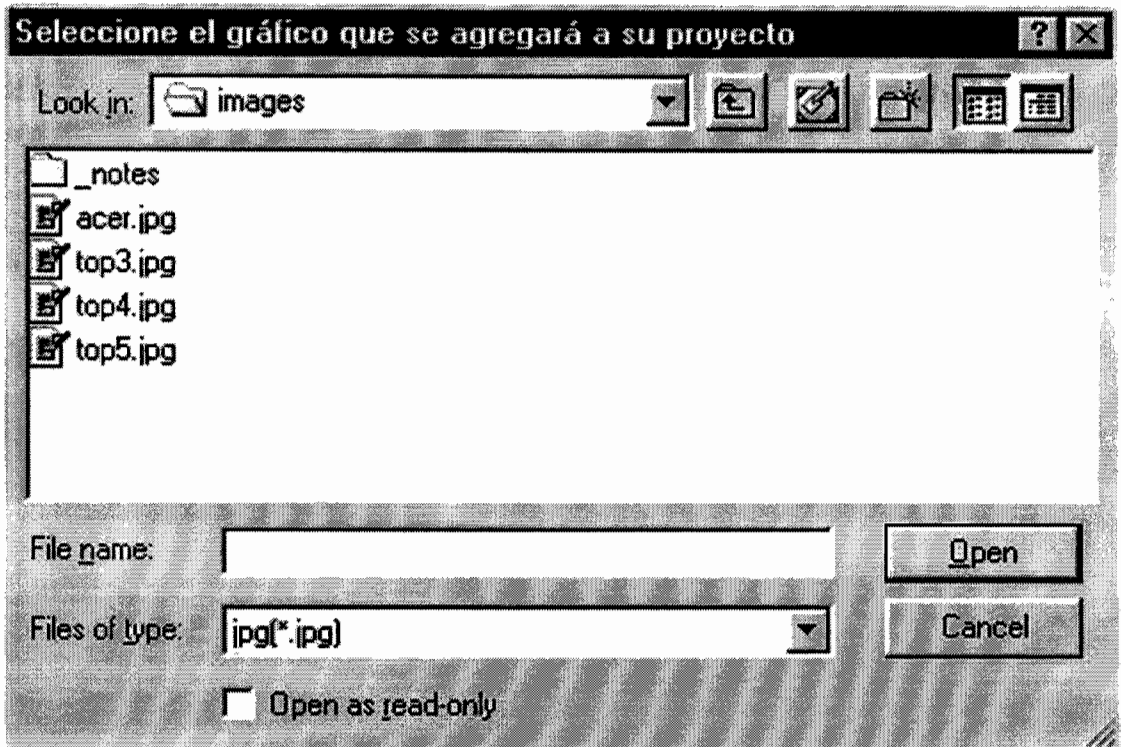 Seleccione el gráfico que se agregará a su proyecto
Look in: images
_notes
acer.jpg
top3.jpg
top4.jpg
top5.jpg
File name:
Open
Files of type: jpg(*.jpg)
Cancel
Open as read-only